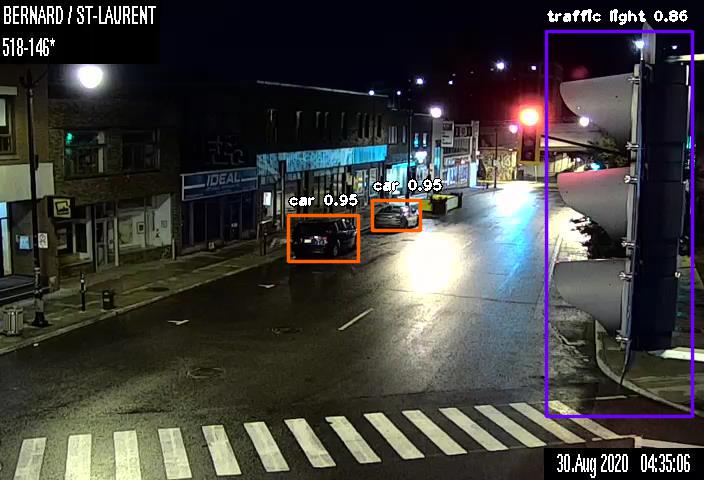 BERNARD / ST-LAURENT
518-146*
traffic light 0.86
car 0.95
car 0.95
IDEAL
30.Aug 2020 04:35:06